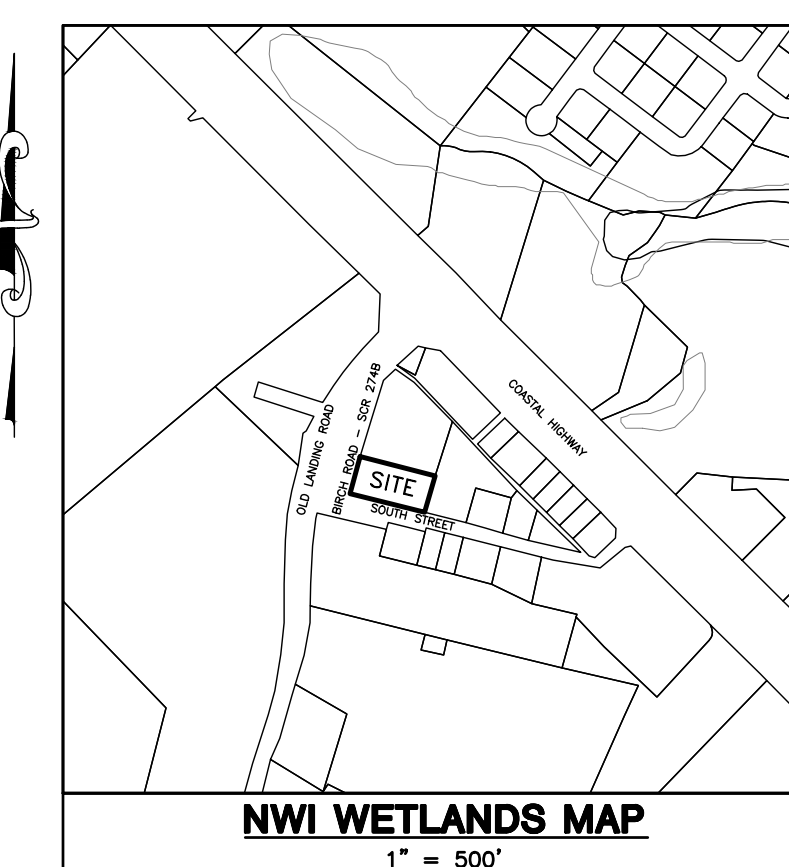 COASTAL HIGHWAY
BIRCH ROAD - SCR 274B
OLD LANDING ROAD
SITE
SOUTH STREET
NWI WETLANDS MAP
1" = 500'